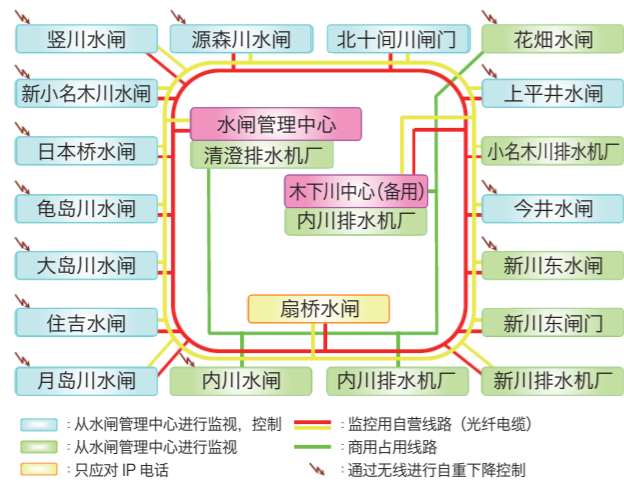 竖川水闸
源森川水闸
北十间川闸门
花畑水闸
新小名木川水闸
上平井水闸
水闸管理中心
清澄排水机厂
日本桥水闸
小名木川排水机厂
木下川中心（备用）
内川排水机厂
龟岛川水闸
今井水闸
大岛川水闸
新川东水闸
扇桥水闸
住吉水闸
新川东闸门
月岛川水闸
内川水闸
内川排水机厂
新川排水机厂
：从水闸管理中心进行监视，控制
：监控用自营线路（光纤电缆）
：从水闸管理中心进行监视
：商用占用线路
：只应对 IP 电话
：通过无线进行自重下降控制